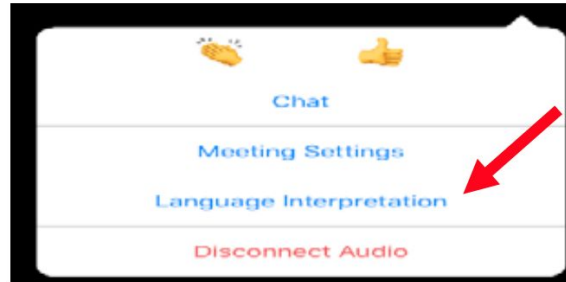 Chat
Meeting Settings
Language Interpretation
Disconnect Audio